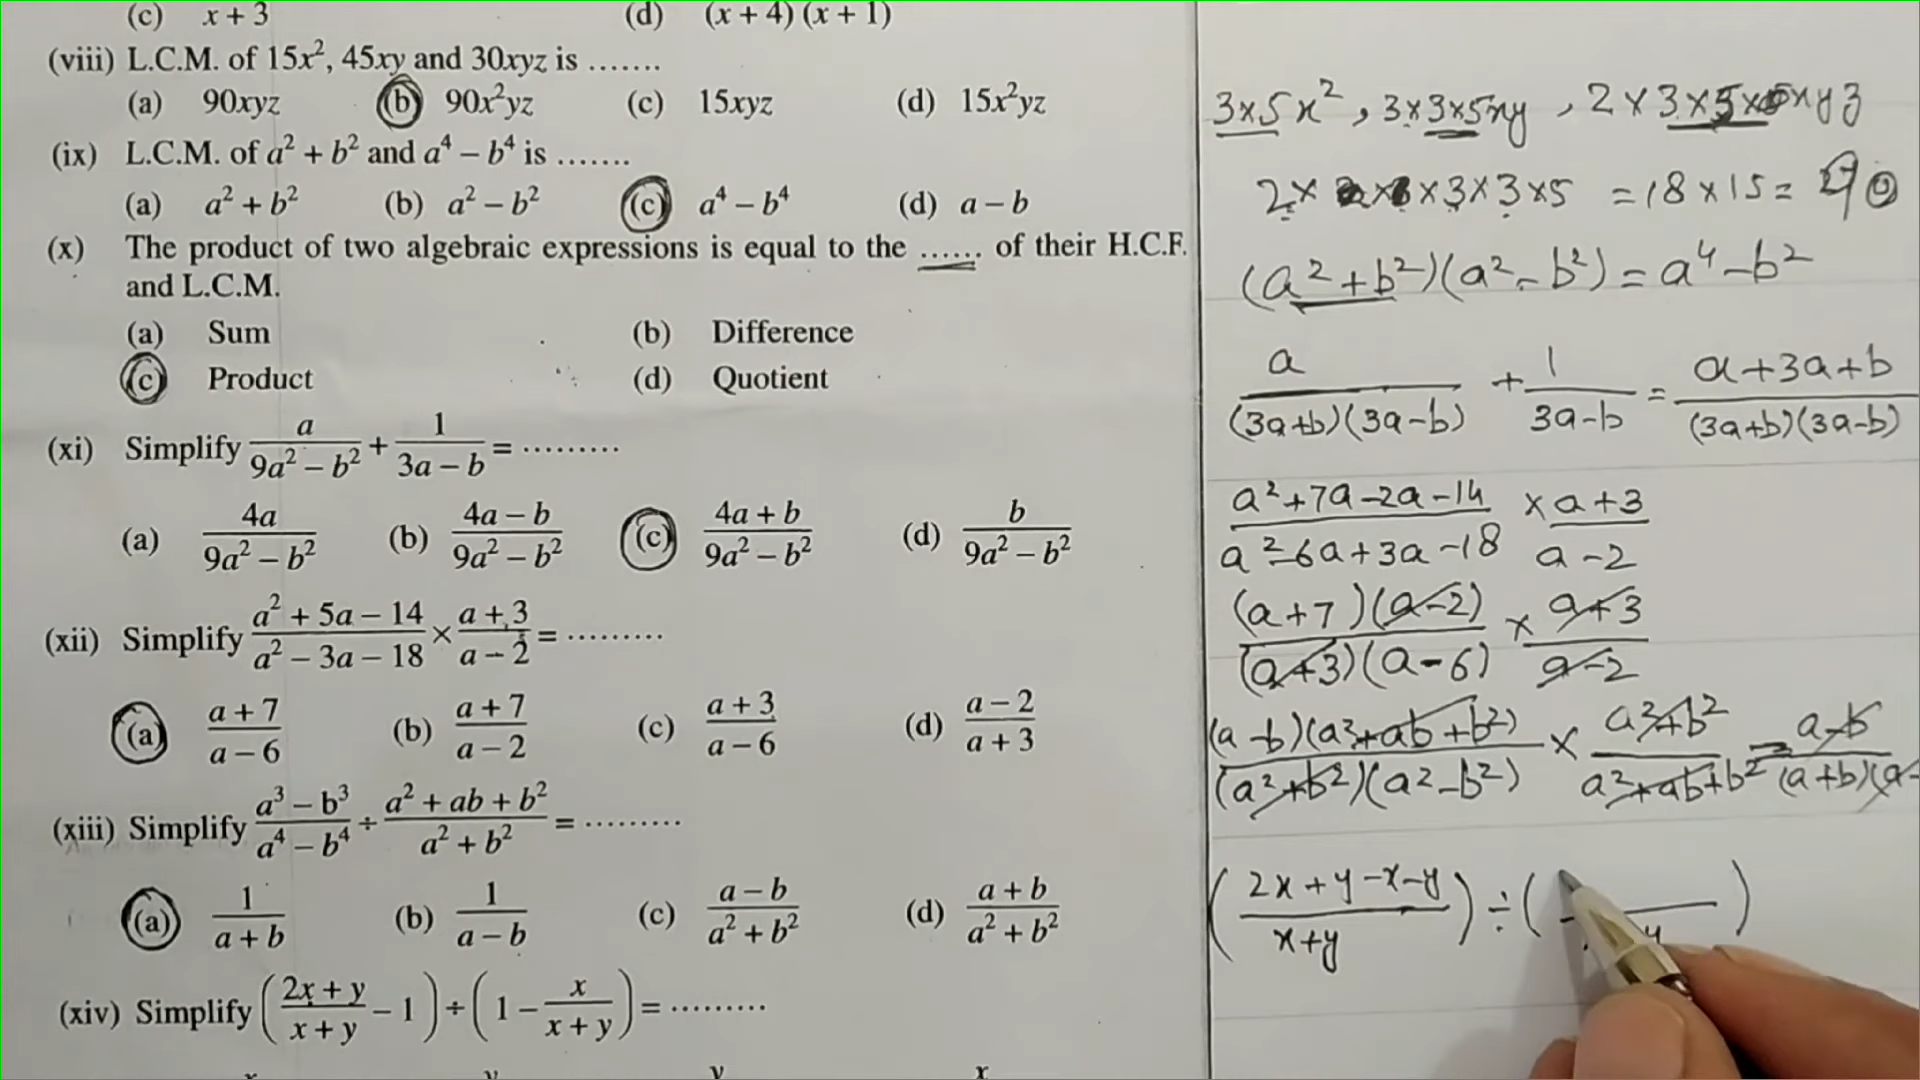 (c) x + 3 (d) (x + 4) (x + 1)
(viii) L.C.M. of 15x², 45xy and 30xyz is .......
(a) 90xyz (b) 90x²yz (c) 15xyz (d) 15x²yz
(ix) L.C.M. of a² + b² and a⁴ – b⁴ is .......
(a) a² + b² (b) a² – b² (c) a⁴ – b⁴ (d) a – b
(x) The product of two algebraic expressions is equal to the ...... of their H.C.F.
and L.C.M.
(a) Sum (b) Difference
(c) Product (d) Quotient
(xi) Simplify a/(9a² – b²) + 1/(3a – b) = .........
(a) 4a/(9a² – b²) (b) (4a – b)/(9a² – b²) (c) (4a + b)/(9a² – b²) (d) b/(9a² – b²)
(xii) Simplify (a² + 5a – 14)/(a² – 3a – 18) × (a + 3)/(a – 2) = .........
(a) (a + 7)/(a – 6) (b) (a + 7)/(a – 2) (c) (a + 3)/(a – 6) (d) (a – 2)/(a + 3)
(xiii) Simplify (a³ – b³)/(a⁴ – b⁴) ÷ (a² + ab + b²)/(a² + b²) = .........
(a) 1/(a + b) (b) 1/(a – b) (c) (a – b)/(a² + b²) (d) (a + b)/(a² + b²)
(xiv) Simplify ((2x + y)/(x + y) – 1) ÷ (1 – x/(x + y)) = .........
3×5x², 3×3×5xy, 2×3×5×xyz
2× ×3×3×5 = 18×15 = 90
(a²+b²)(a²-b²) = a⁴-b²
a/((3a+b)(3a-b)) + 1/(3a-b) = (a+3a+b)/((3a+b)(3a-b))
(a²+7a-2a-14)/(a²-6a+3a-18) × (a+3)/(a-2)
((a+7)(a-2))/((a+3)(a-6)) × (a+3)/(a-2)
((a-b)(a²+ab+b²))/((a²+b²)(a²-b²)) × (a²+b²)/(a²+ab+b²) = (a-b)/((a+b)(a-
((2x+y-x-y)/(x+y)) ÷ ( )